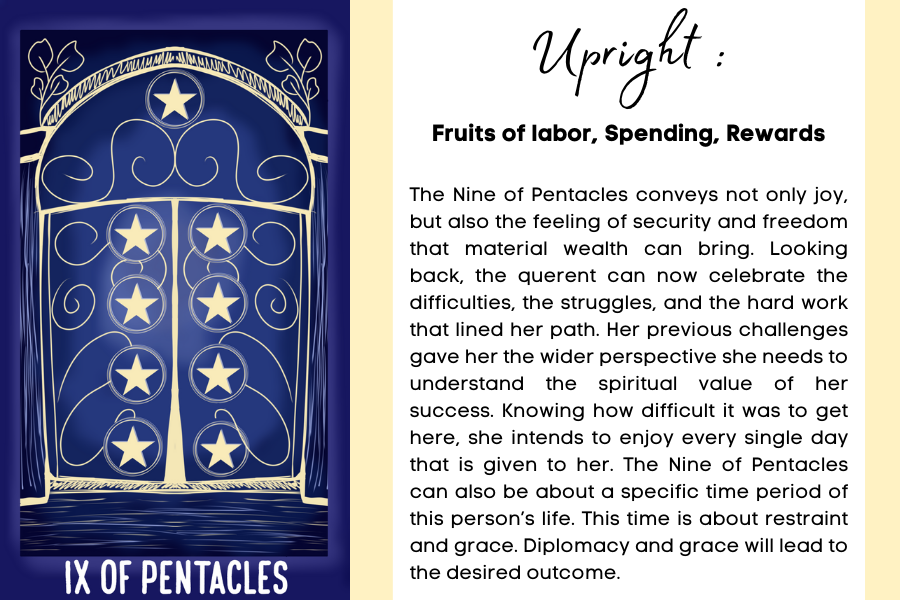 Upright :
Fruits of labor, Spending, Rewards
The Nine of Pentacles conveys not only joy,
but also the feeling of security and freedom
that material wealth can bring. Looking
back, the querent can now celebrate the
difficulties, the struggles, and the hard work
that lined her path. Her previous challenges
gave her the wider perspective she needs to
understand the spiritual value of her
success. Knowing how difficult it was to get
here, she intends to enjoy every single day
that is given to her. The Nine of Pentacles
can also be about a specific time period of
this person’s life. This time is about restraint
and grace. Diplomacy and grace will lead to
the desired outcome.
IX OF PENTACLES